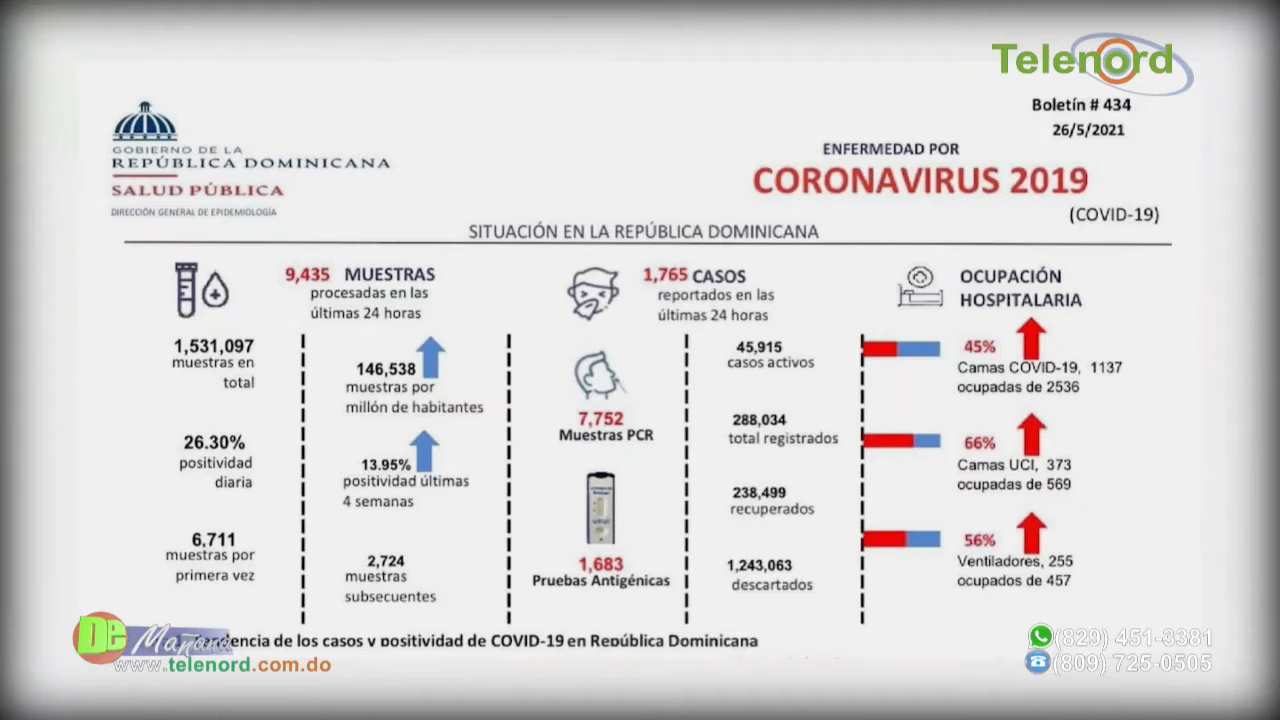 Telenord
Boletín # 434
26/5/2021
GOBIERNO DE LA
REPÚBLICA DOMINICANA
SALUD PÚBLICA
DIRECCIÓN GENERAL DE EPIDEMIOLOGÍA
ENFERMEDAD POR
CORONAVIRUS 2019
(COVID-19)
SITUACIÓN EN LA REPÚBLICA DOMINICANA
9,435 MUESTRAS
procesadas en las
últimas 24 horas
1,531,097
muestras en
total
26.30%
positividad
diaria
6,711
muestras por
primera vez
146,538
muestras por
millón de habitantes
13.95%
positividad últimas
4 semanas
2,724
muestras
subsecuentes
1,765 CASOS
reportados en las
últimas 24 horas
7,752
Muestras PCR
1,683
Pruebas Antigénicas
45,915
casos activos
288,034
total registrados
238,499
recuperados
1,243,063
descartados
OCUPACIÓN
HOSPITALARIA
45%
Camas COVID-19, 1137
ocupadas de 2536
66%
Camas UCI, 373
ocupadas de 569
56%
Ventiladores, 255
ocupados de 457
de los casos y positividad de COVID-19 en República Dominicana
De Mañana
www.telenord.com.do
(829) 451-3381
(809) 725-0505